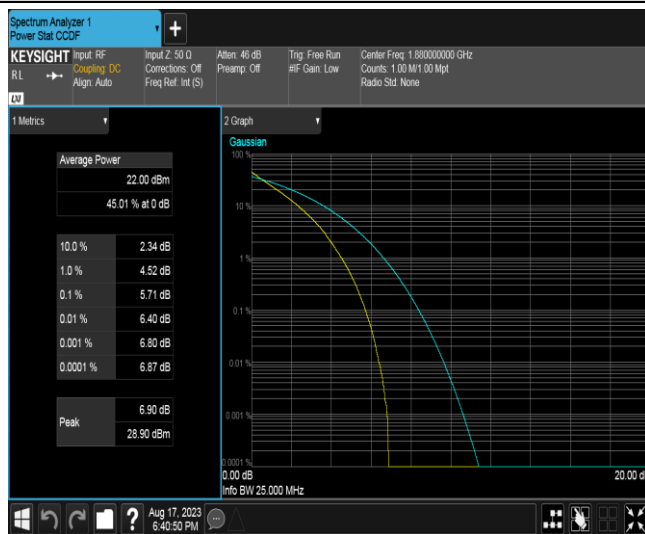 Spectrum Analyzer 1
Power Stat CCDF
+
KEYSIGHT
RL
LXI
Input: RF
Coupling: DC
Align: Auto
Input Z: 50 Ω
Corrections: Off
Freq Ref: Int (S)
Atten: 46 dB
Preamp: Off
Trig: Free Run
#IF Gain: Low
Center Freq: 1.880000000 GHz
Counts: 1.00 M/1.00 Mpt
Radio Std: None
1 Metrics
Average Power
22.00 dBm
45.01 % at 0 dB
10.0 % 2.34 dB
1.0 % 4.52 dB
0.1 % 5.71 dB
0.01 % 6.40 dB
0.001 % 6.80 dB
0.0001 % 6.87 dB
Peak
6.90 dB
28.90 dBm
2 Graph
Gaussian
100 %
10 %
1 %
0.1 %
0.01 %
0.001 %
0.0001 %
0.00 dB
20.00 d
Info BW 25.000 MHz
?
Aug 17, 2023
6:40:50 PM